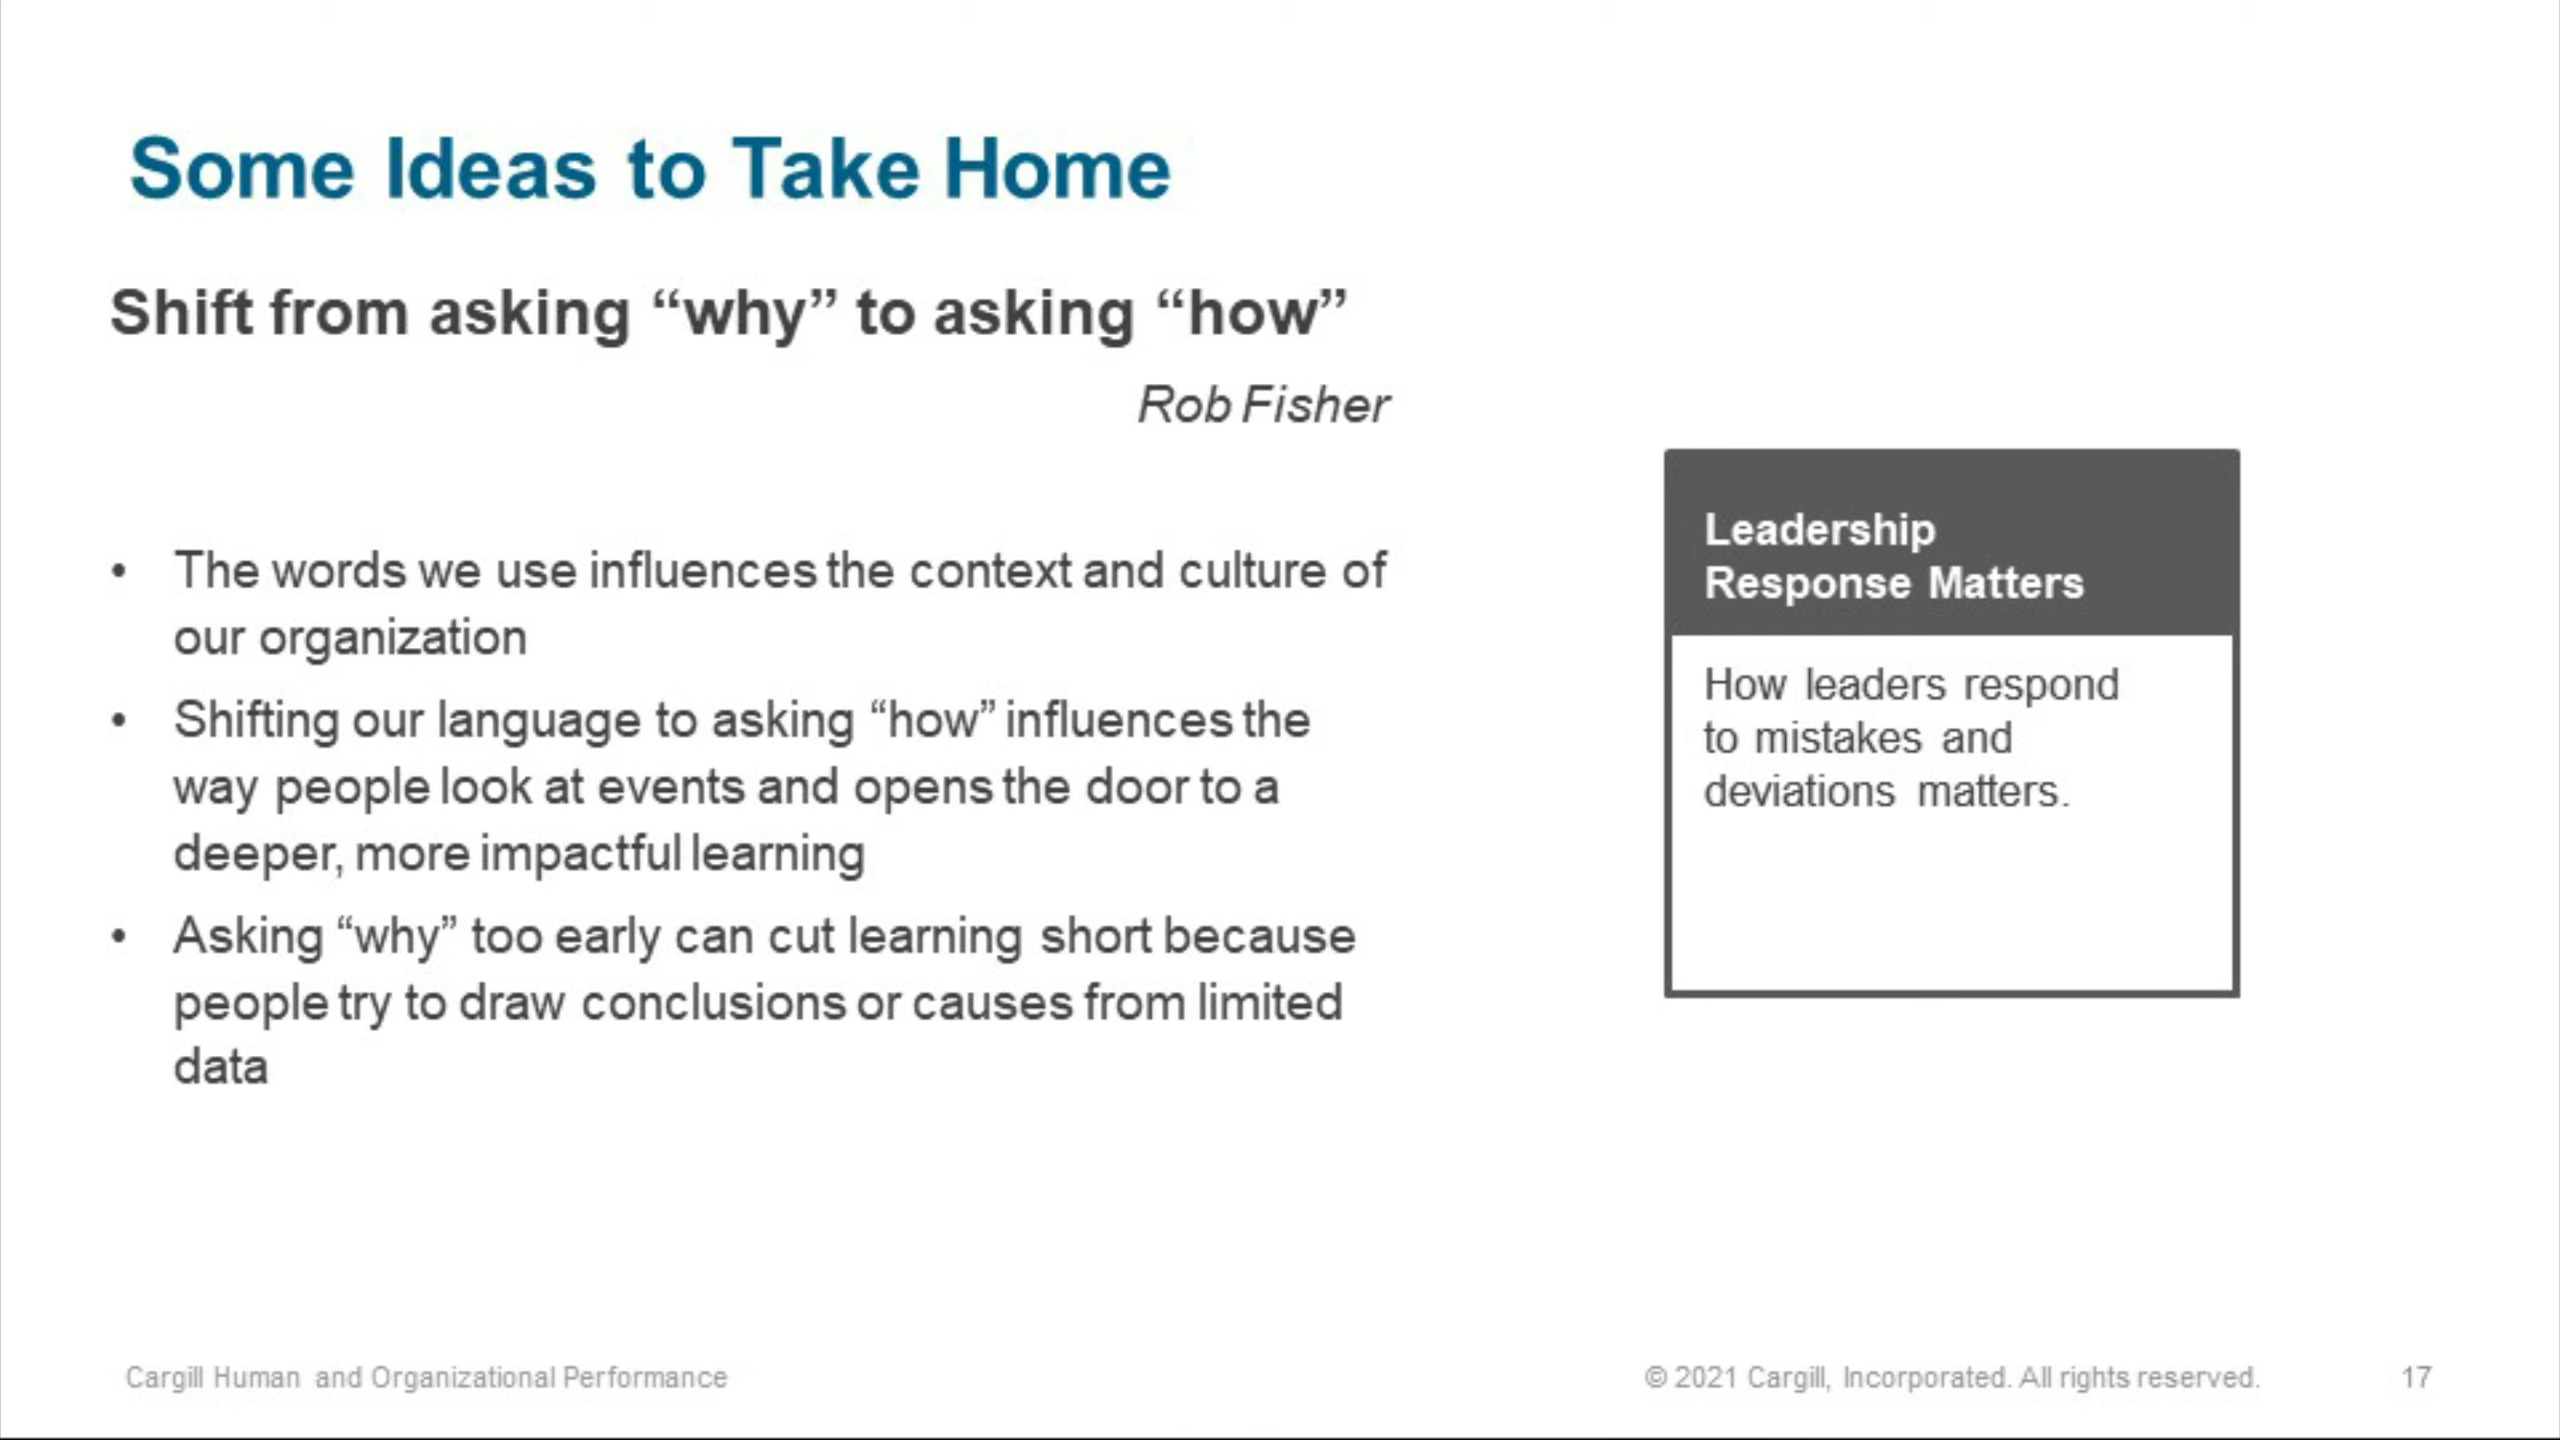 Some Ideas to Take Home
Shift from asking “why” to asking “how”
Rob Fisher
• The words we use influences the context and culture of
our organization
• Shifting our language to asking “how” influences the
way people look at events and opens the door to a
deeper, more impactful learning
• Asking “why” too early can cut learning short because
people try to draw conclusions or causes from limited
data
Leadership
Response Matters
How leaders respond
to mistakes and
deviations matters.
Cargill Human and Organizational Performance
© 2021 Cargill, Incorporated. All rights reserved.
17